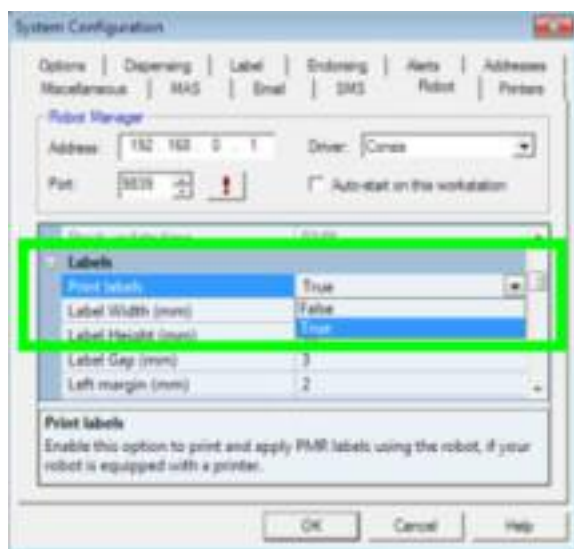 System Configuration
Options Dispensing Label Endorsing Alerts Addresses
Miscellaneous MAS Email SMS Robot Printers
Robot Manager
Address: 192 . 168 . 0 . 1 Driver: Consis
Port: Auto-start on this workstation
Labels
Print labels True
Label Width (mm) False
Label Height (mm) True
Label Gap (mm) 3
Left margin (mm) 2
Print labels
Enable this option to print and apply PMR labels using the robot, if your
robot is equipped with a printer.
OK Cancel Help